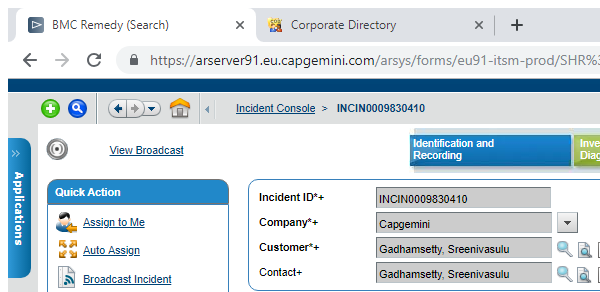 BMC Remedy (Search)
Corporate Directory
https://arserver91.eu.capgemini.com/arsys/forms/eu91-itsm-prod/SHR%3
Incident Console > INCIN0009830410
View Broadcast
Identification and
Recording
Inve
Diag
Applications
Quick Action
Assign to Me
Auto Assign
Broadcast Incident
Incident ID*+ INCIN0009830410
Company*+ Capgemini
Customer*+ Gadhamsetty, Sreenivasulu
Contact+ Gadhamsetty, Sreenivasulu